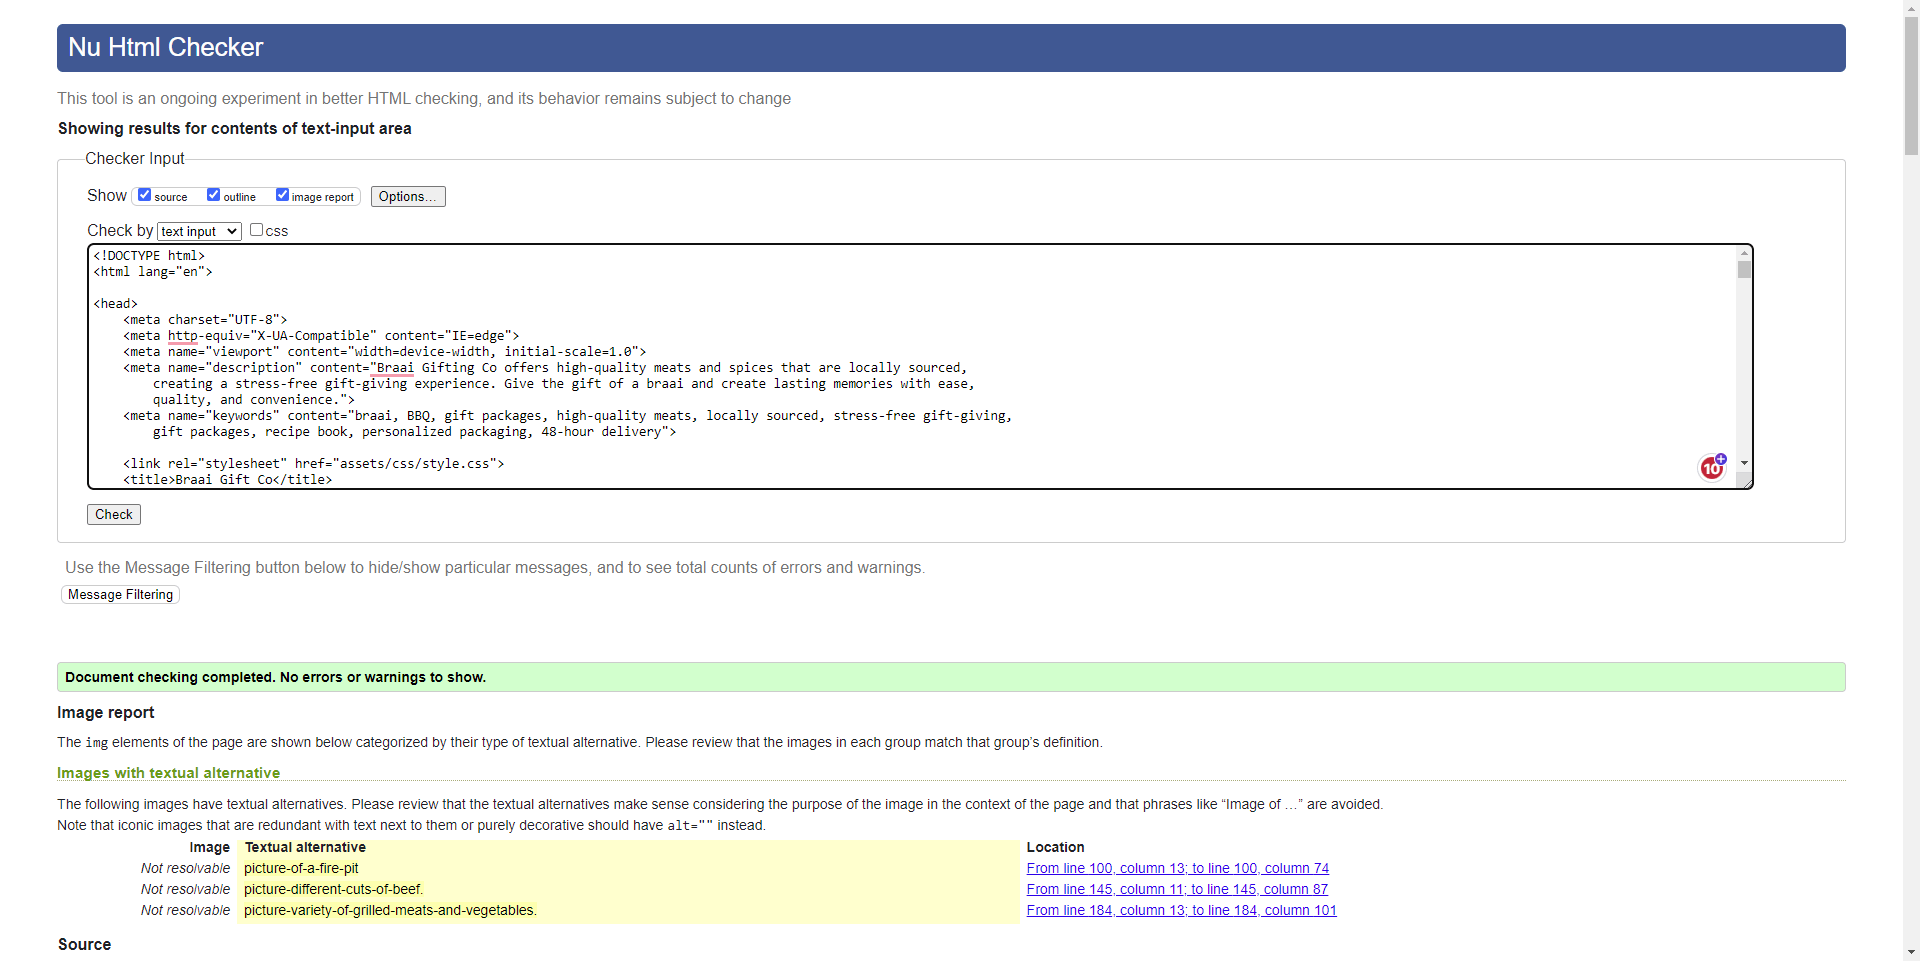 Nu Html Checker
This tool is an ongoing experiment in better HTML checking, and its behavior remains subject to change
Showing results for contents of text-input area
Checker Input
Show source outline image report Options...
Check by text input css
<!DOCTYPE html>
<html lang="en">
<head>
<meta charset="UTF-8">
<meta http-equiv="X-UA-Compatible" content="IE=edge">
<meta name="viewport" content="width=device-width, initial-scale=1.0">
<meta name="description" content="Braai Gifting Co offers high-quality meats and spices that are locally sourced,
creating a stress-free gift-giving experience. Give the gift of a braai and create lasting memories with ease,
quality, and convenience.">
<meta name="keywords" content="braai, BBQ, gift packages, high-quality meats, locally sourced, stress-free gift-giving,
gift packages, recipe book, personalized packaging, 48-hour delivery">
<link rel="stylesheet" href="assets/css/style.css">
<title>Braai Gift Co</title>
10
Check
Use the Message Filtering button below to hide/show particular messages, and to see total counts of errors and warnings.
Message Filtering
Document checking completed. No errors or warnings to show.
Image report
The img elements of the page are shown below categorized by their type of textual alternative. Please review that the images in each group match that group’s definition.
Images with textual alternative
The following images have textual alternatives. Please review that the textual alternatives make sense considering the purpose of the image in the context of the page and that phrases like “Image of …” are avoided.
Note that iconic images that are redundant with text next to them or purely decorative should have alt="" instead.
Image Textual alternative Location
Not resolvable picture-of-a-fire-pit From line 100, column 13; to line 100, column 74
Not resolvable picture-different-cuts-of-beef. From line 145, column 11; to line 145, column 87
Not resolvable picture-variety-of-grilled-meats-and-vegetables. From line 184, column 13; to line 184, column 101
Source